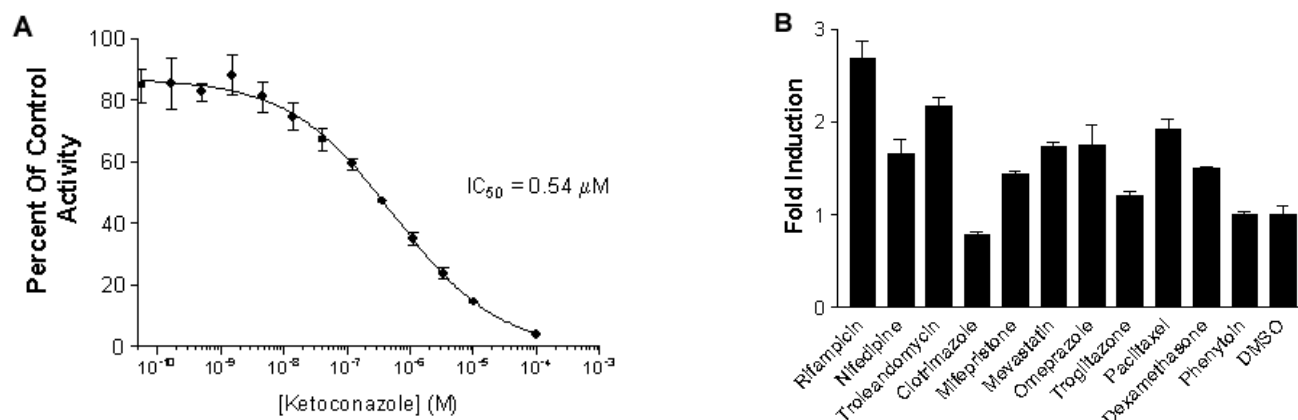 A
Percent Of Control
Activity
100
80
60
40
20
0
IC₅₀ = 0.54 µM
10⁻¹⁰ 10⁻⁹ 10⁻⁸ 10⁻⁷ 10⁻⁶ 10⁻⁵ 10⁻⁴ 10⁻³
[Ketoconazole] (M)
B
Fold Induction
3
2
1
0
Rifampicin
Nifedipine
Troleandomycin
Clotrimazole
Mifepristone
Mevastatin
Omeprazole
Troglitazone
Paclitaxel
Dexamethasone
Phenytoin
DMSO